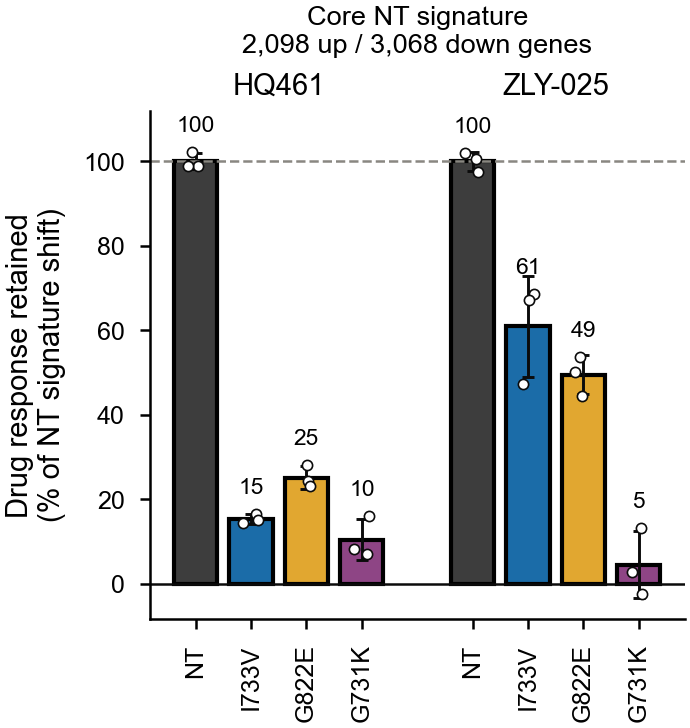 Core NT signature
2,098 up / 3,068 down genes
HQ461
ZLY-025
Drug response retained
(% of NT signature shift)
100
80
60
40
20
0
100
15
25
10
100
61
49
5
NT
I733V
G822E
G731K
NT
I733V
G822E
G731K